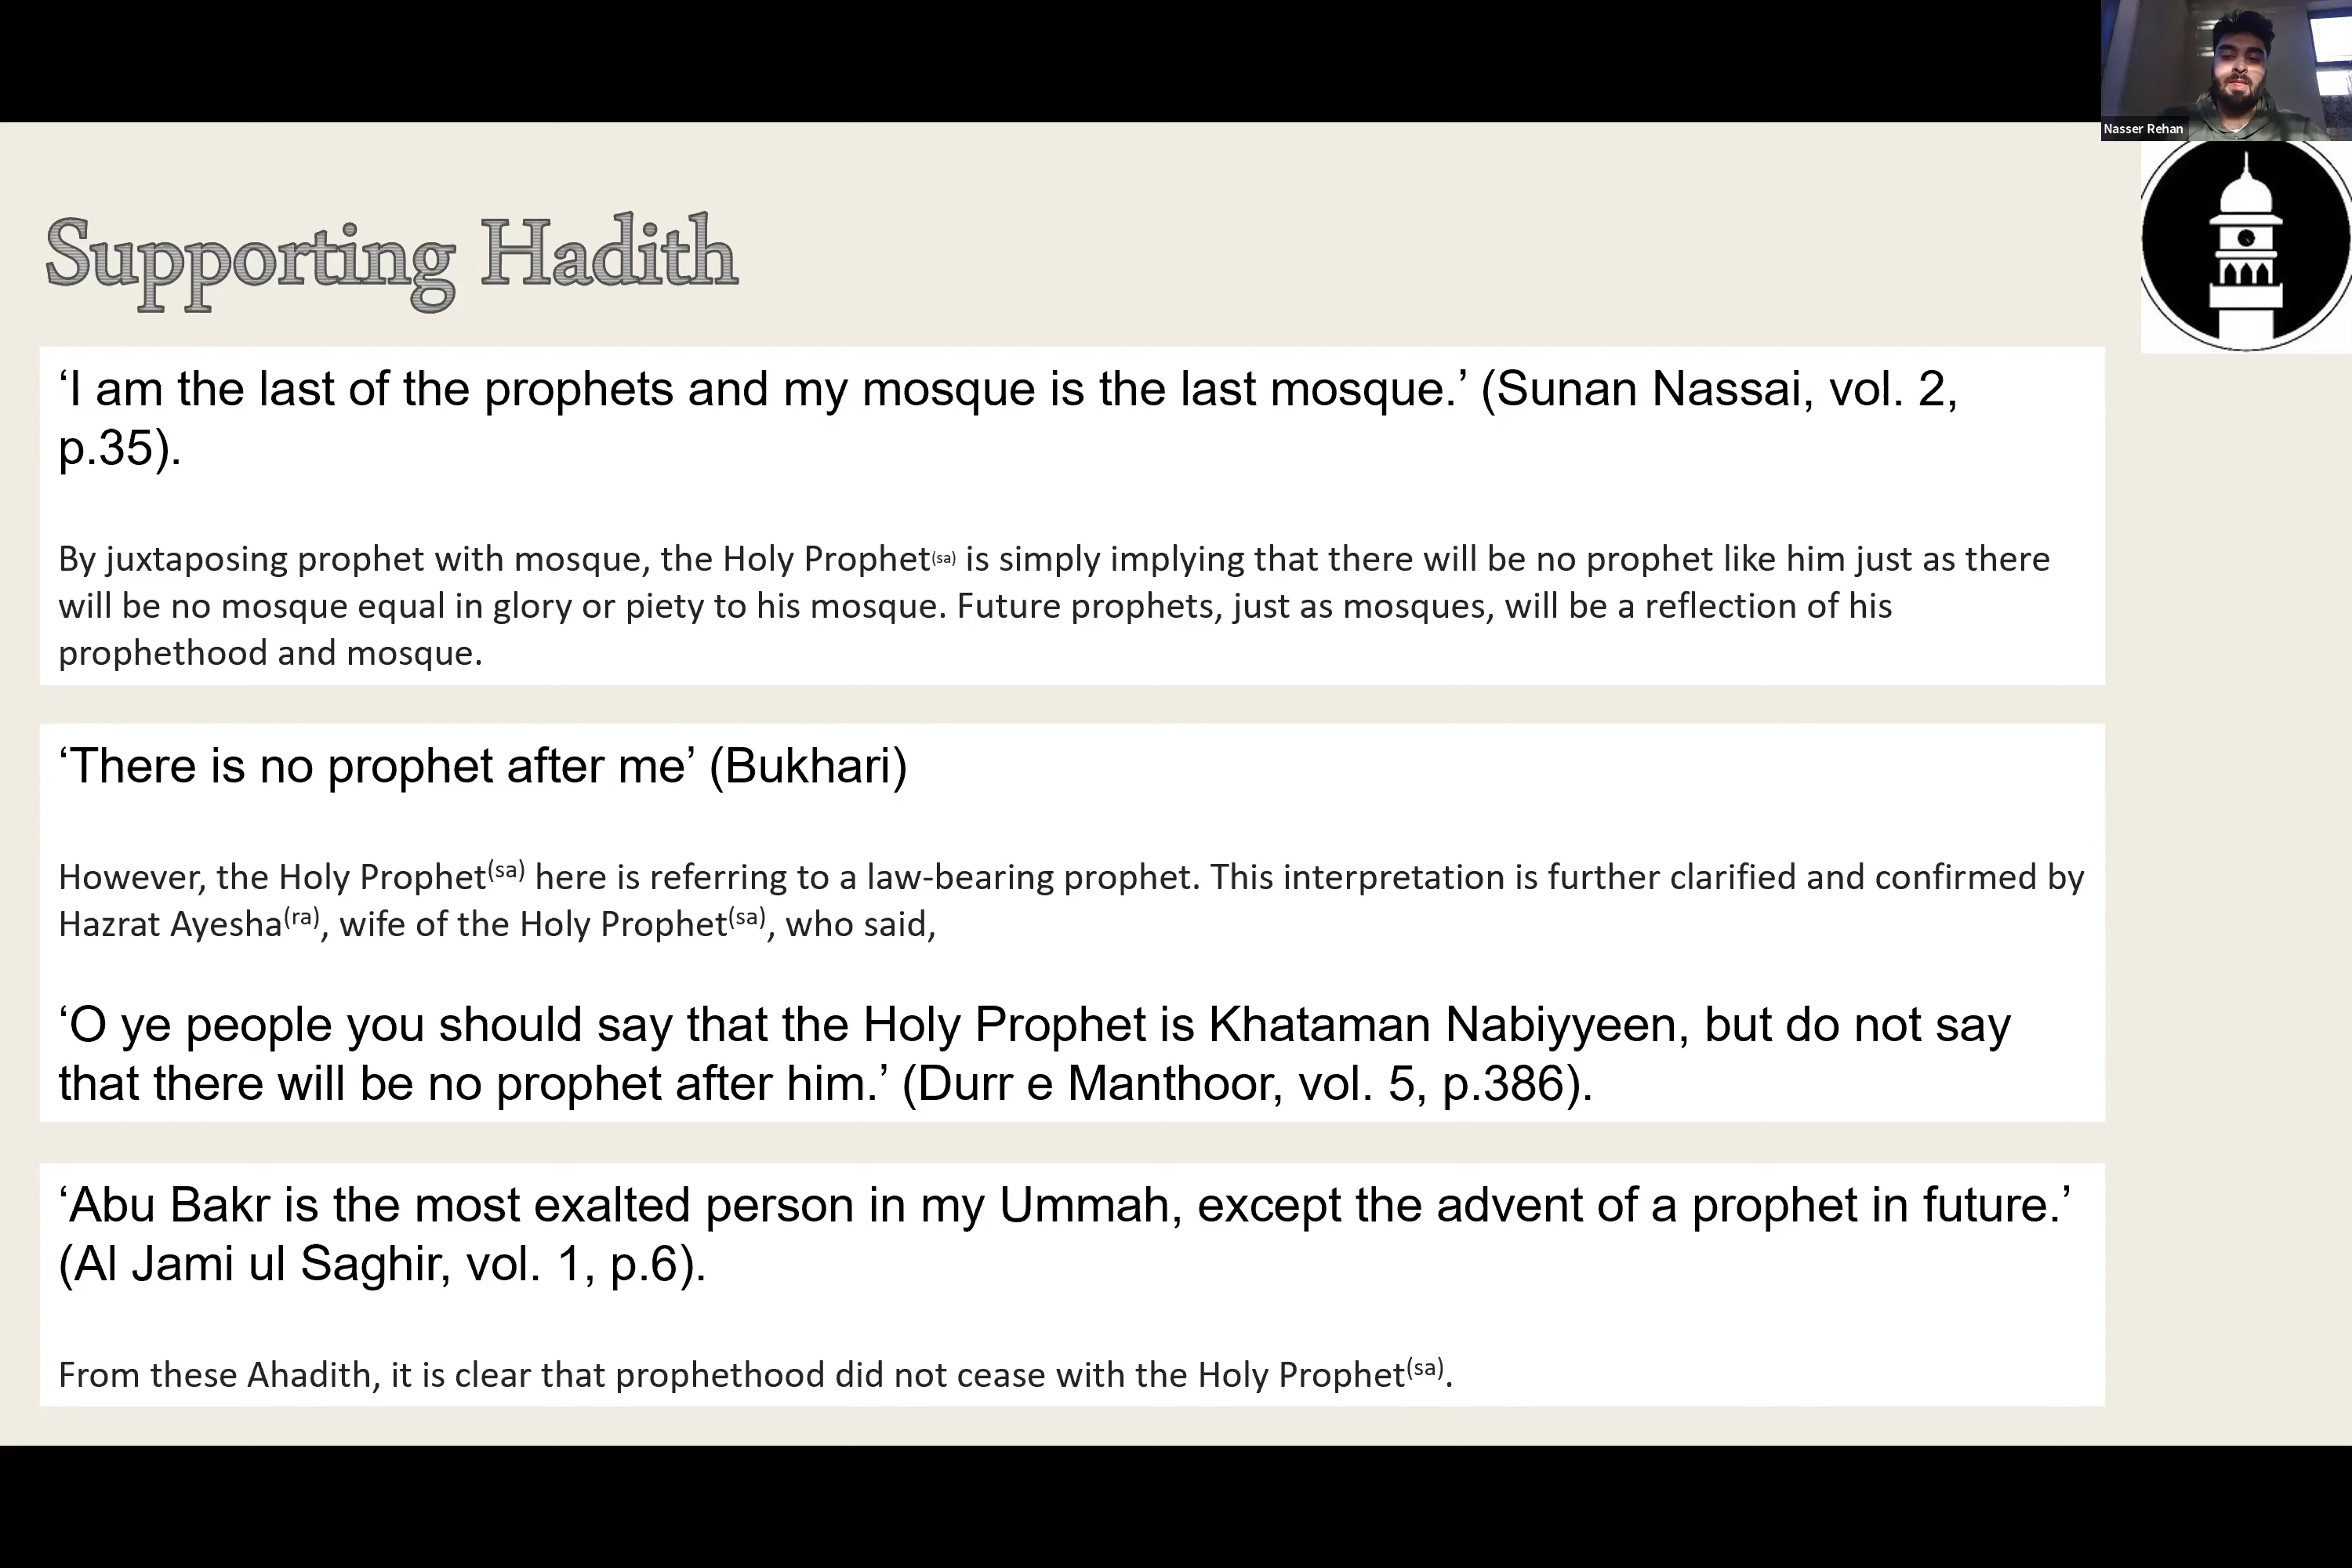 Nasser Rehan
Supporting Hadith
‘I am the last of the prophets and my mosque is the last mosque.’ (Sunan Nassai, vol. 2,
p.35).
By juxtaposing prophet with mosque, the Holy Prophet(sa) is simply implying that there will be no prophet like him just as there
will be no mosque equal in glory or piety to his mosque. Future prophets, just as mosques, will be a reflection of his
prophethood and mosque.
‘There is no prophet after me’ (Bukhari)
However, the Holy Prophet(sa) here is referring to a law-bearing prophet. This interpretation is further clarified and confirmed by
Hazrat Ayesha(ra), wife of the Holy Prophet(sa), who said,
‘O ye people you should say that the Holy Prophet is Khataman Nabiyyeen, but do not say
that there will be no prophet after him.’ (Durr e Manthoor, vol. 5, p.386).
‘Abu Bakr is the most exalted person in my Ummah, except the advent of a prophet in future.’
(Al Jami ul Saghir, vol. 1, p.6).
From these Ahadith, it is clear that prophethood did not cease with the Holy Prophet(sa).